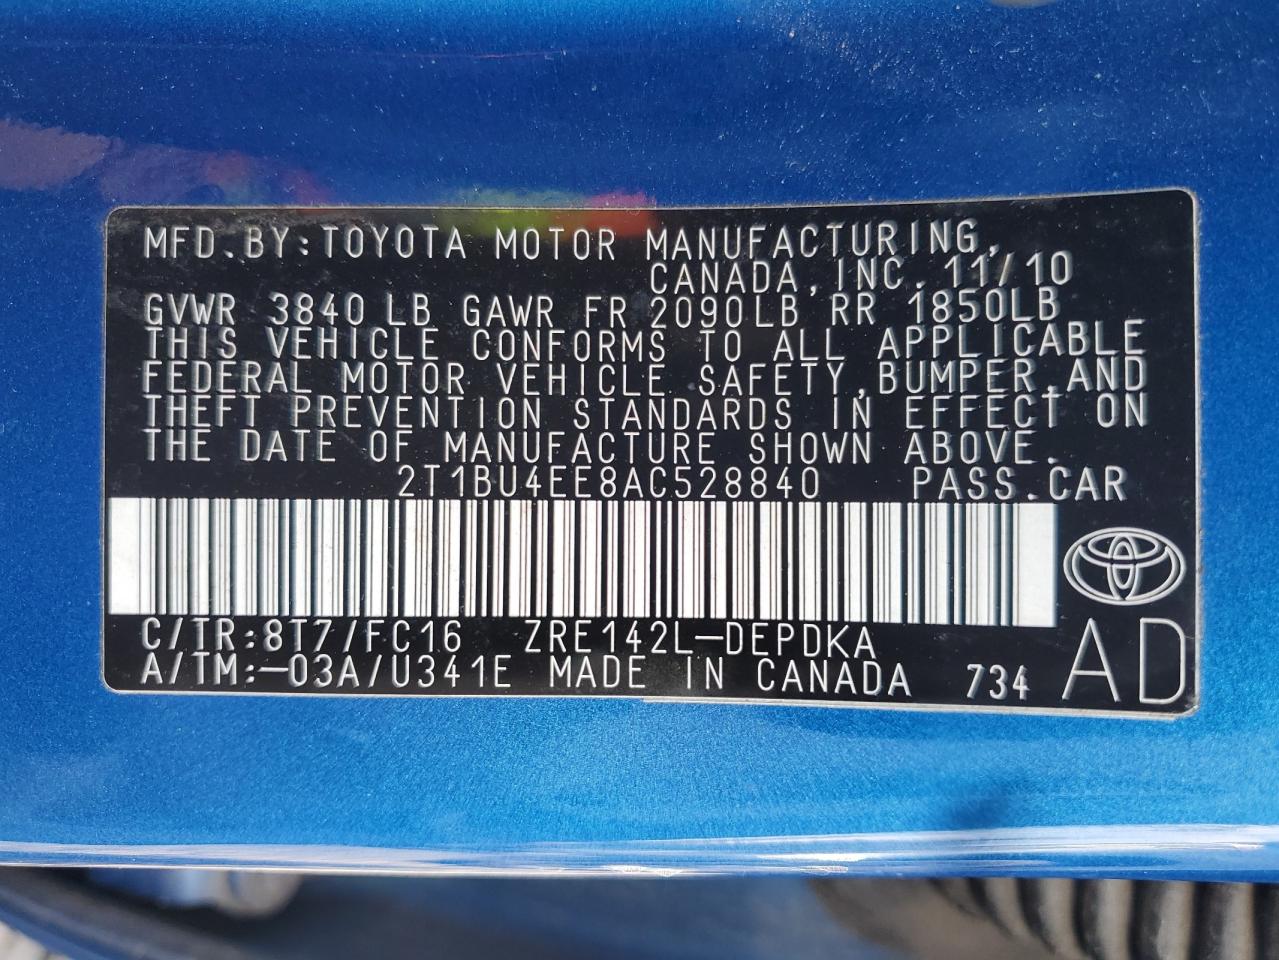 MFD.BY:TOYOTA MOTOR MANUFACTURING,
CANADA,INC. 11/10
GVWR 3840 LB GAWR FR 2090LB RR 1850LB
THIS VEHICLE CONFORMS TO ALL APPLICABLE
FEDERAL MOTOR VEHICLE SAFETY,BUMPER,AND
THEFT PREVENTION STANDARDS IN EFFECT ON
THE DATE OF MANUFACTURE SHOWN ABOVE.
2T1BU4EE8AC528840 PASS.CAR
C/TR:8T7/FC16 ZRE142L-DEPDKA
A/TM:-03A/U341E MADE IN CANADA 734 AD